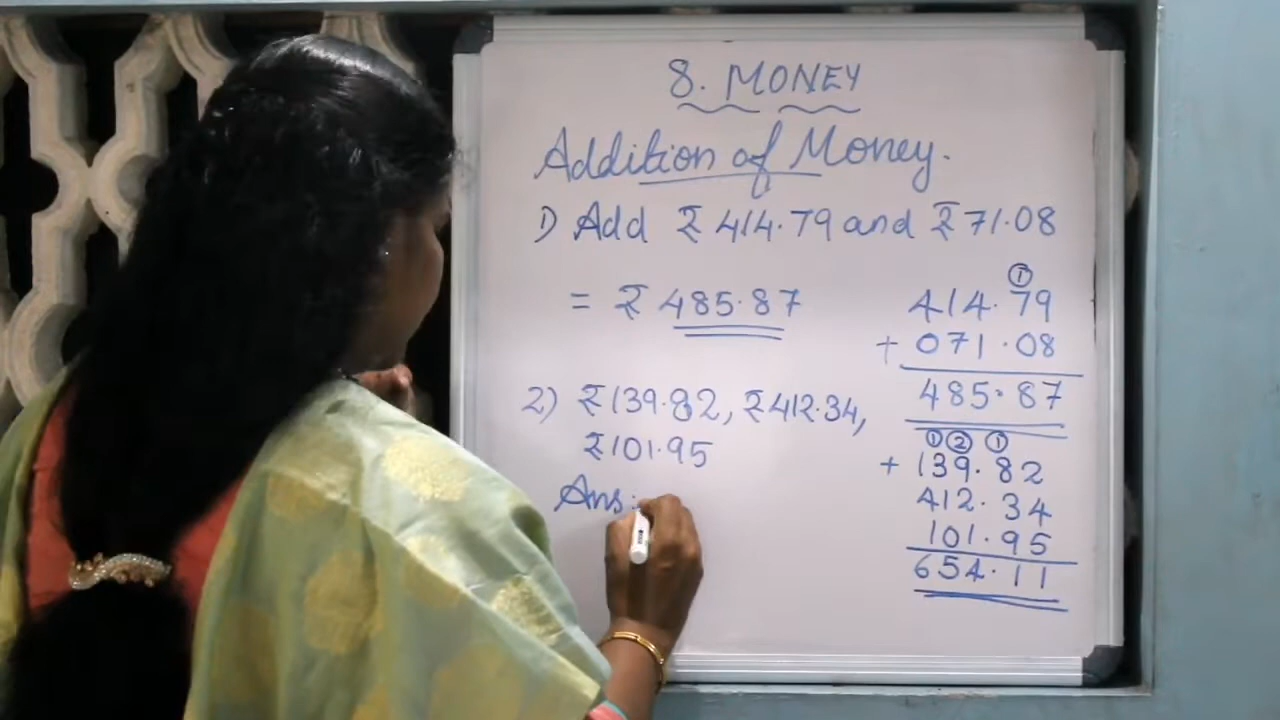 8. MONEY
Addition of Money.
1) Add ₹ 414.79 and ₹ 71.08
= ₹ 485.87
①
414.79
+ 071.08
485.87
2) ₹139.82, ₹412.34,
₹101.95
Ans:
① ② ①
+ 139.82
412.34
101.95
654.11